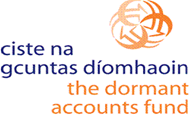 ciste na
gcuntas díomhaoin
the dormant
accounts fund